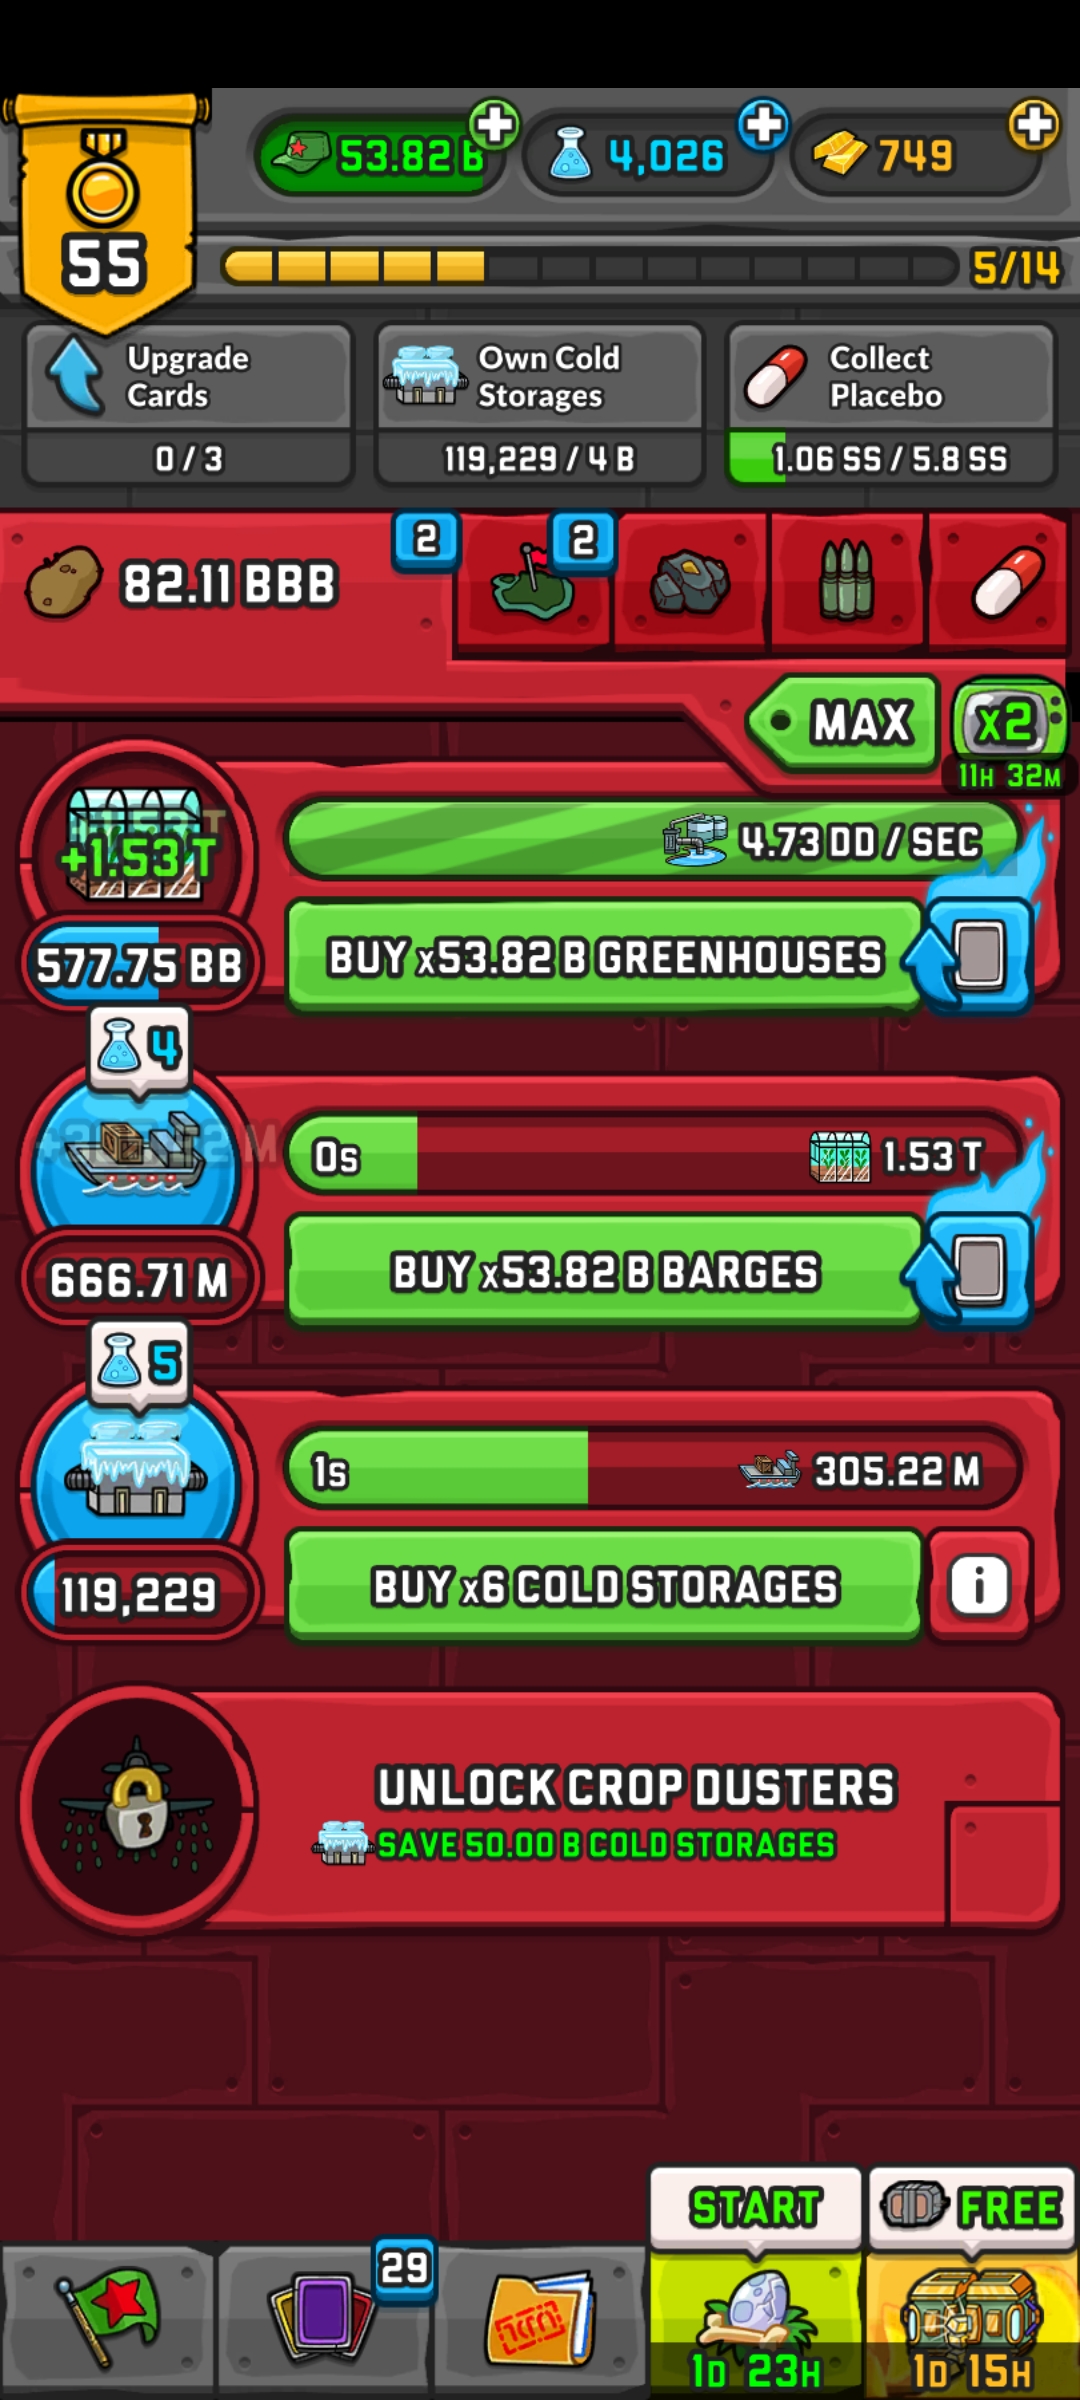 53.82 B
4,026
749
55
5/14
Upgrade
Cards
0 / 3
Own Cold
Storages
119,229 / 4 B
Collect
Placebo
1.06 SS / 5.8 SS
82.11 BBB
2
2
MAX
x2
11H 32M
+1.53 T
4.73 DD / SEC
577.75 BB
BUY x53.82 B GREENHOUSES
4
0s
1.53 T
666.71 M
BUY x53.82 B BARGES
5
1s
305.22 M
119,229
BUY x6 COLD STORAGES
i
UNLOCK CROP DUSTERS
SAVE 50.00 B COLD STORAGES
START
FREE
29
1D 23H
1D 15H